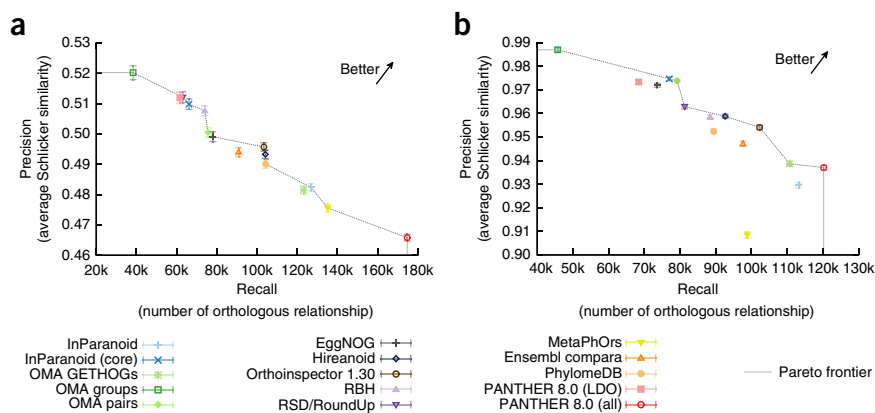 a
b
Precision
(average Schlicker similarity)
0.53
0.52
0.51
0.50
0.49
0.48
0.47
0.46
Better
20k 40k 60k 80k 100k 120k 140k 160k 180k
Recall
(number of orthologous relationship)
Precision
(average Schlicker similarity)
0.99
0.98
0.97
0.96
0.95
0.94
0.93
0.92
0.91
0.90
Better
40k 50k 60k 70k 80k 90k 100k 110k 120k 130k
Recall
(number of orthologous relationship)
InParanoid
InParanoid (core)
OMA GETHOGs
OMA groups
OMA pairs
EggNOG
Hireanoid
Orthoinspector 1.30
RBH
RSD/RoundUp
MetaPhOrs
Ensembl compara
PhylomeDB
PANTHER 8.0 (LDO)
PANTHER 8.0 (all)
Pareto frontier